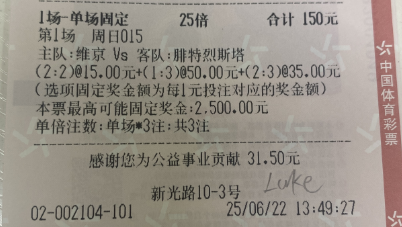 1场-单场固定 25倍 合计 150元
第1场 周日015
主队:维京 Vs 客队:腓特烈斯塔
(2:2)@15.00元+(1:3)@50.00元+(2:3)@35.00元
(选项固定奖金额为每1元投注对应的奖金额)
本票最高可能固定奖金:2,500.00元
单倍注数:单场*3注:共3注
感谢您为公益事业贡献 31.50元
新光路10-3号
Luke
02-002104-101 25/06/22 13:49:27
中国体育彩票